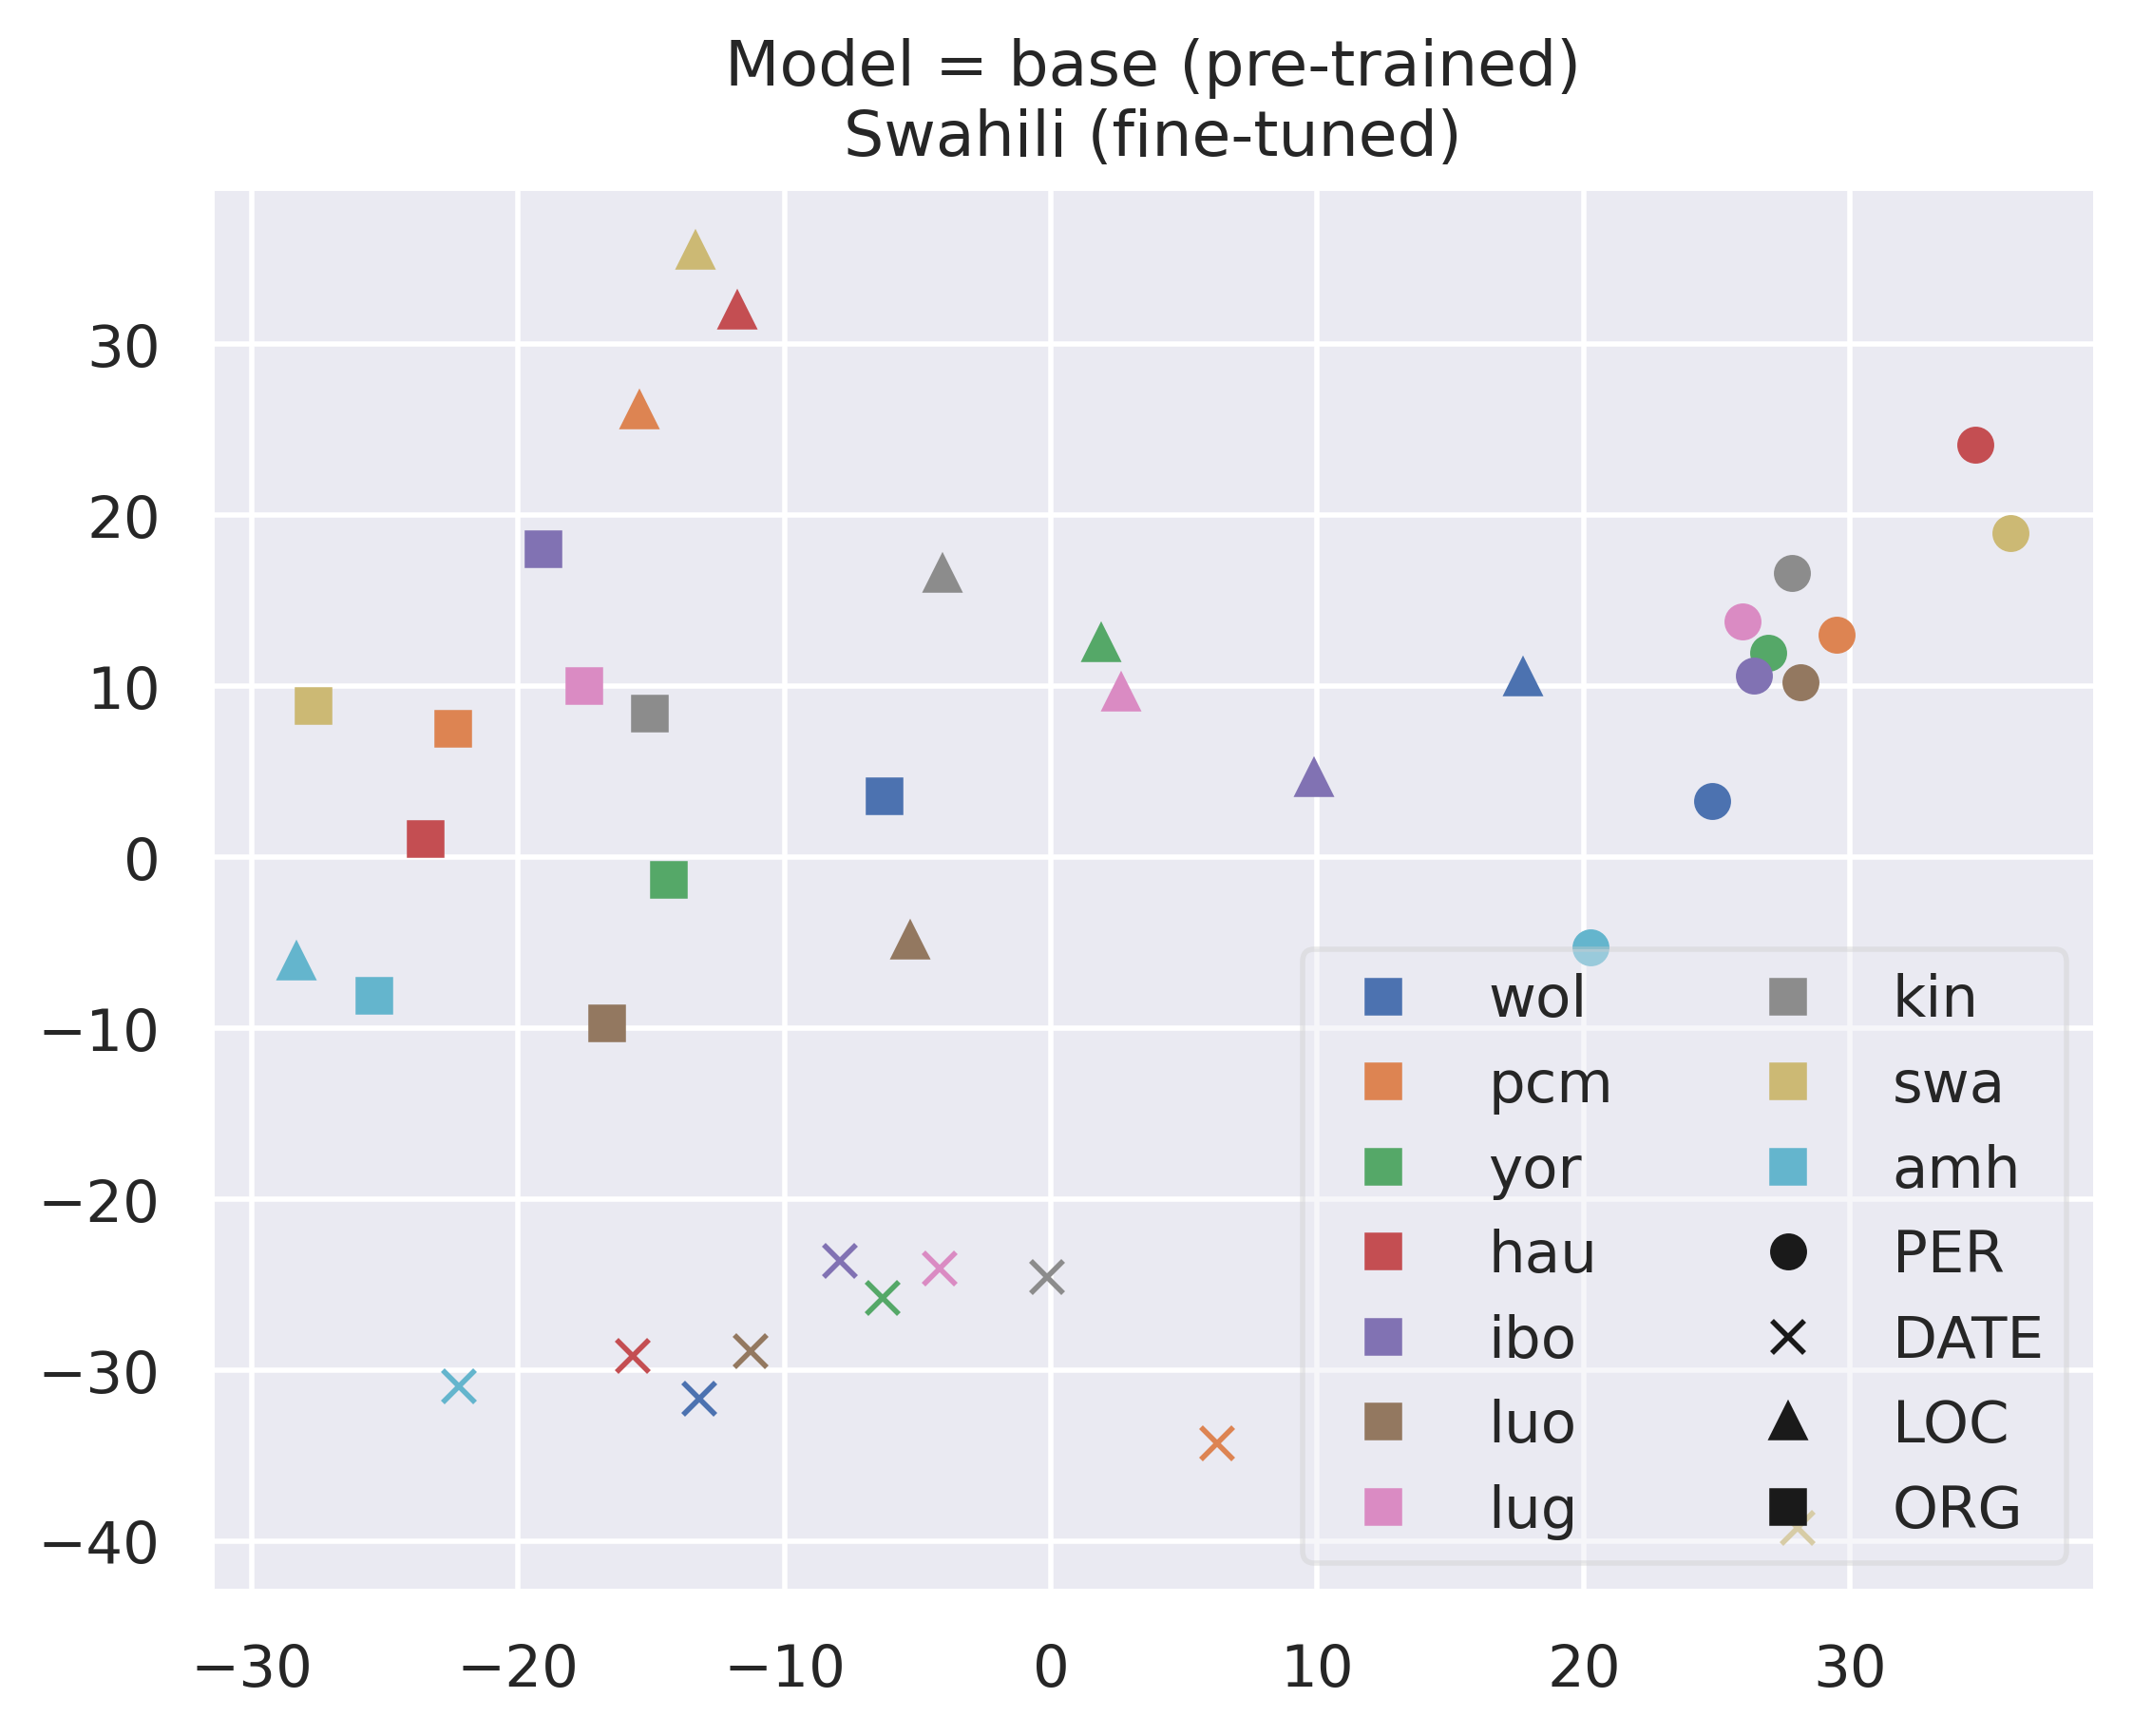 Model = base (pre-trained)
Swahili (fine-tuned)
30
20
10
0
−10
−20
−30
−40
−30
−20
−10
0
10
20
30
wol
pcm
yor
hau
ibo
luo
lug
kin
swa
amh
PER
DATE
LOC
ORG